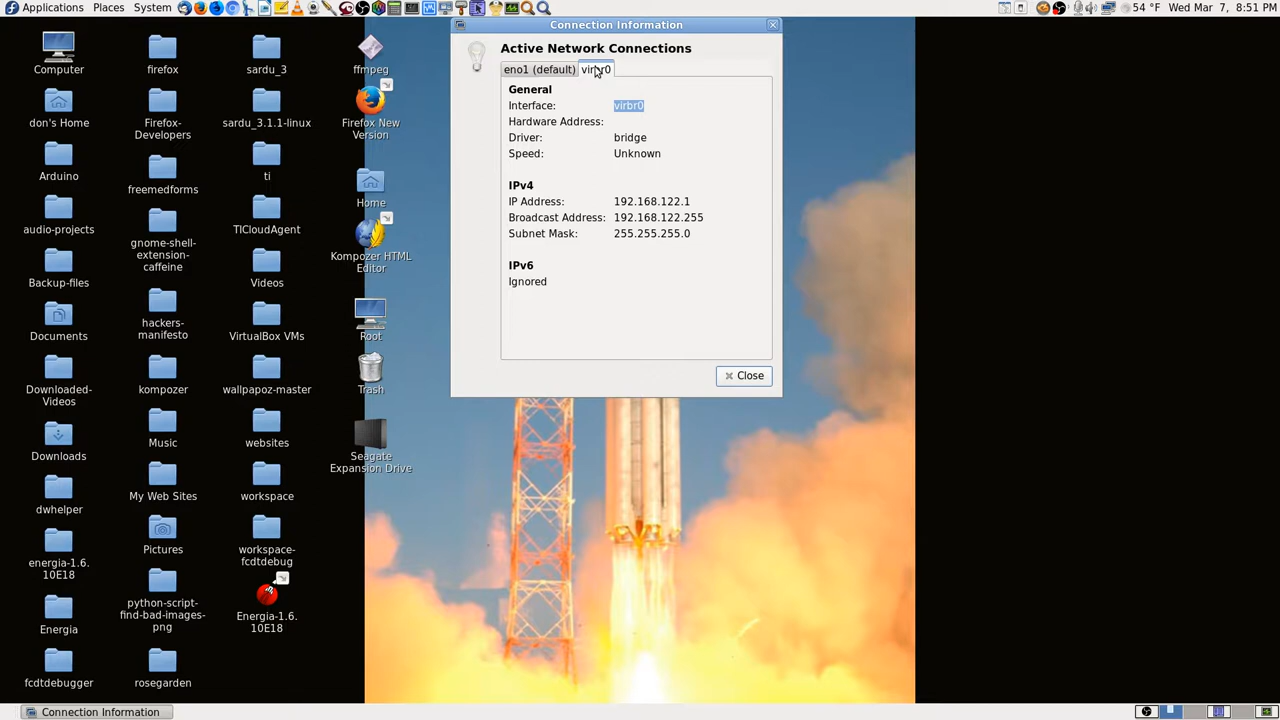 Applications Places System
54 °F Wed Mar 7, 8:51 PM
Computer
don's Home
Arduino
audio-projects
Backup-files
Documents
Downloaded-
Videos
Downloads
dwhelper
energia-1.6.
10E18
Energia
fcdtdebugger
firefox
Firefox-
Developers
freemedforms
gnome-shell-
extension-
caffeine
hackers-
manifesto
kompozer
Music
My Web Sites
Pictures
python-script-
find-bad-images-
png
rosegarden
sardu_3
sardu_3.1.1-linux
ti
TICloudAgent
Videos
VirtualBox VMs
wallpapoz-master
websites
workspace
workspace-
fcdtdebug
Energia-1.6.
10E18
ffmpeg
Firefox New
Version
Home
Kompozer HTML
Editor
Root
Trash
Seagate
Expansion Drive
Connection Information
Active Network Connections
eno1 (default) virbr0
General
Interface: virbr0
Hardware Address:
Driver: bridge
Speed: Unknown
IPv4
IP Address: 192.168.122.1
Broadcast Address: 192.168.122.255
Subnet Mask: 255.255.255.0
IPv6
Ignored
Close
Connection Information